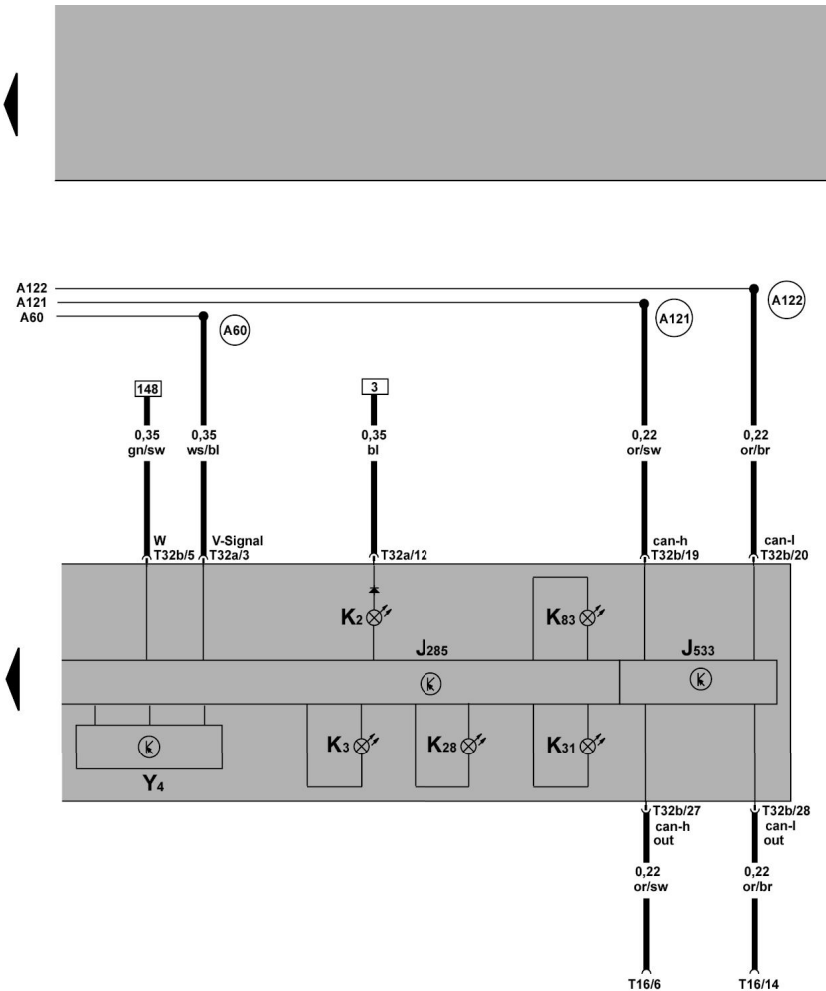 A122
A121
A60
A60
A121
A122
148
3
0,35
gn/sw
0,35
ws/bl
0,35
bl
0,22
or/sw
0,22
or/br
W
T32b/5
V-Signal
T32a/3
T32a/12
can-h
T32b/19
can-l
T32b/20
K2
K83
J285
J533
K3
K28
K31
Y4
T32b/27
can-h
out
T32b/28
can-l
out
0,22
or/sw
0,22
or/br
T16/6
T16/14